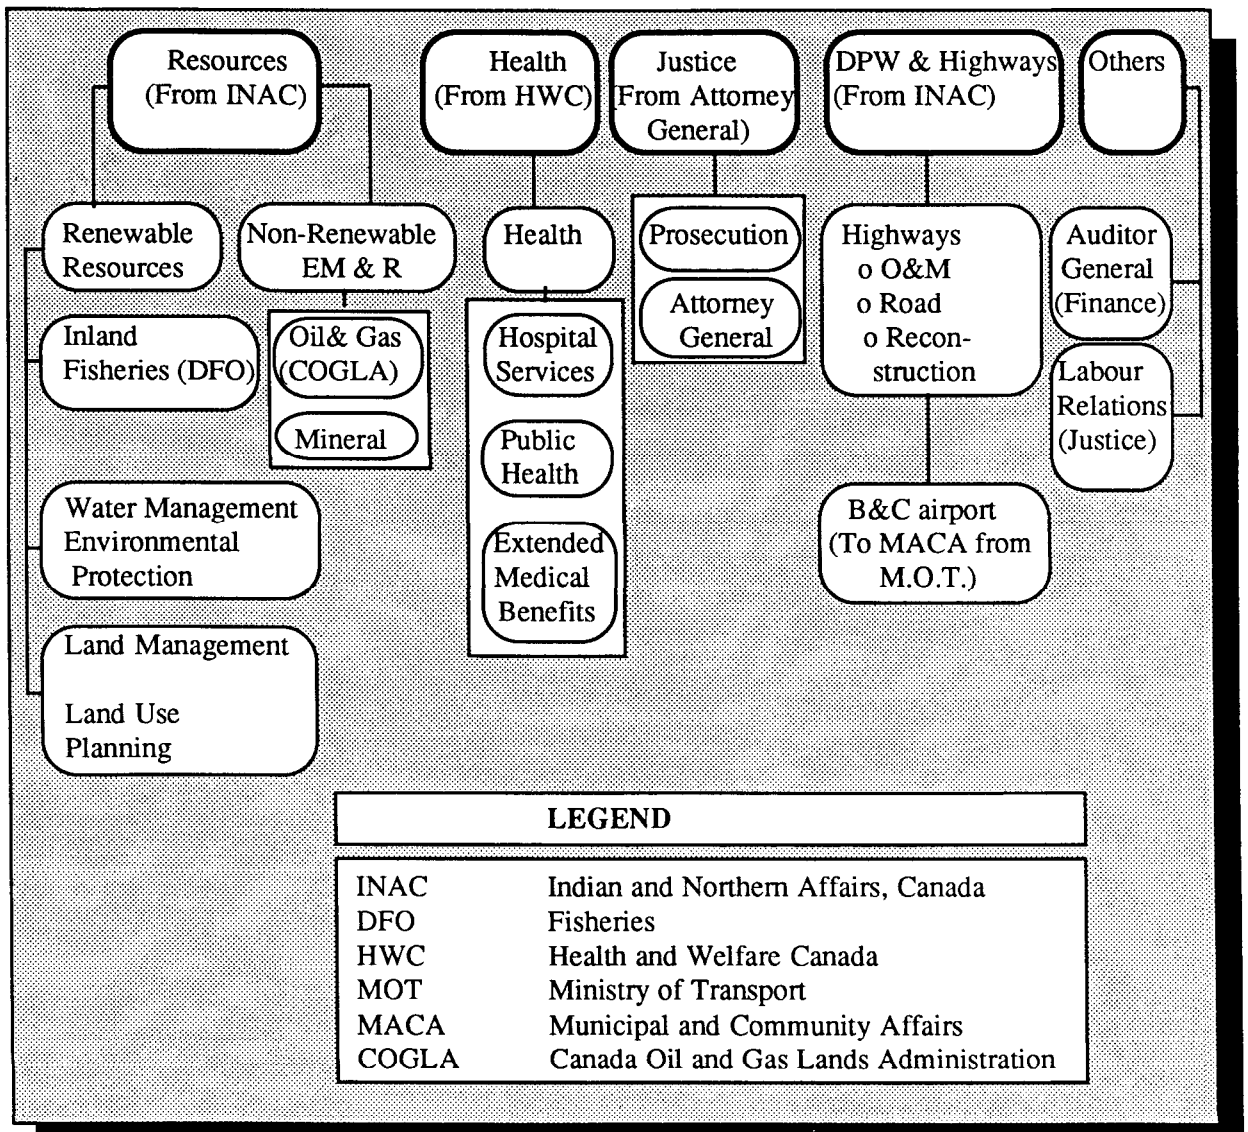 Resources
(From INAC)
Health
(From HWC)
Justice
[From Attorney
General)
DPW & Highways
(From INAC)
Others
Renewable
Resources
Non-Renewable
EM & R
Health
Prosecution
Attorney
General
Highways
o O&M
o Road
o Recon-
struction
Auditor
General
(Finance)
Inland
Fisheries (DFO)
Oil& Gas
(COGLA)
Mineral
Hospital
Services
Public
Health
Extended
Medical
Benefits
Labour
Relations
(Justice)
Water Management
Environmental
Protection
B&C airport
(To MACA from
M.O.T.)
Land Management
Land Use
Planning
LEGEND
INAC Indian and Northern Affairs, Canada
DFO Fisheries
HWC Health and Welfare Canada
MOT Ministry of Transport
MACA Municipal and Community Affairs
COGLA Canada Oil and Gas Lands Administration